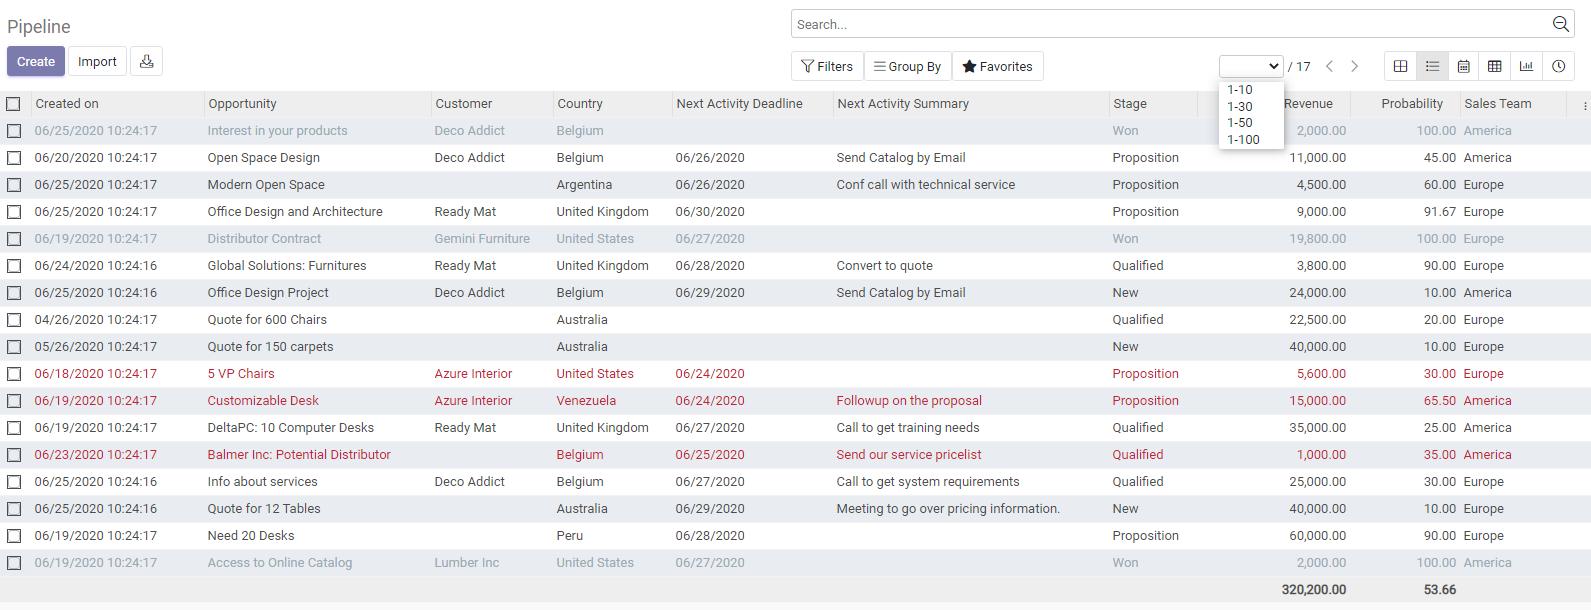 Pipeline
Search...
Create Import
Filters Group By Favorites / 17
1-10
1-30
1-50
1-100
Created on Opportunity Customer Country Next Activity Deadline Next Activity Summary Stage Revenue Probability Sales Team
06/25/2020 10:24:17 Interest in your products Deco Addict Belgium Won 2,000.00 100.00 America
06/20/2020 10:24:17 Open Space Design Deco Addict Belgium 06/26/2020 Send Catalog by Email Proposition 11,000.00 45.00 America
06/25/2020 10:24:17 Modern Open Space Argentina 06/26/2020 Conf call with technical service Proposition 4,500.00 60.00 Europe
06/25/2020 10:24:17 Office Design and Architecture Ready Mat United Kingdom 06/30/2020 Proposition 9,000.00 91.67 Europe
06/19/2020 10:24:17 Distributor Contract Gemini Furniture United States 06/27/2020 Won 19,800.00 100.00 Europe
06/24/2020 10:24:16 Global Solutions: Furnitures Ready Mat United Kingdom 06/28/2020 Convert to quote Qualified 3,800.00 90.00 Europe
06/25/2020 10:24:16 Office Design Project Deco Addict Belgium 06/29/2020 Send Catalog by Email New 24,000.00 10.00 America
04/26/2020 10:24:17 Quote for 600 Chairs Australia Qualified 22,500.00 20.00 Europe
05/26/2020 10:24:17 Quote for 150 carpets Australia New 40,000.00 10.00 Europe
06/18/2020 10:24:17 5 VP Chairs Azure Interior United States 06/24/2020 Proposition 5,600.00 30.00 Europe
06/19/2020 10:24:17 Customizable Desk Azure Interior Venezuela 06/24/2020 Followup on the proposal Proposition 15,000.00 65.50 America
06/19/2020 10:24:17 DeltaPC: 10 Computer Desks Ready Mat United Kingdom 06/27/2020 Call to get training needs Qualified 35,000.00 25.00 America
06/23/2020 10:24:17 Balmer Inc: Potential Distributor Belgium 06/25/2020 Send our service pricelist Qualified 1,000.00 35.00 America
06/25/2020 10:24:16 Info about services Deco Addict Belgium 06/27/2020 Call to get system requirements Qualified 25,000.00 30.00 Europe
06/25/2020 10:24:16 Quote for 12 Tables Australia 06/29/2020 Meeting to go over pricing information. New 40,000.00 10.00 Europe
06/19/2020 10:24:17 Need 20 Desks Peru 06/28/2020 Proposition 60,000.00 90.00 Europe
06/19/2020 10:24:17 Access to Online Catalog Lumber Inc United States 06/27/2020 Won 2,000.00 100.00 America
320,200.00 53.66